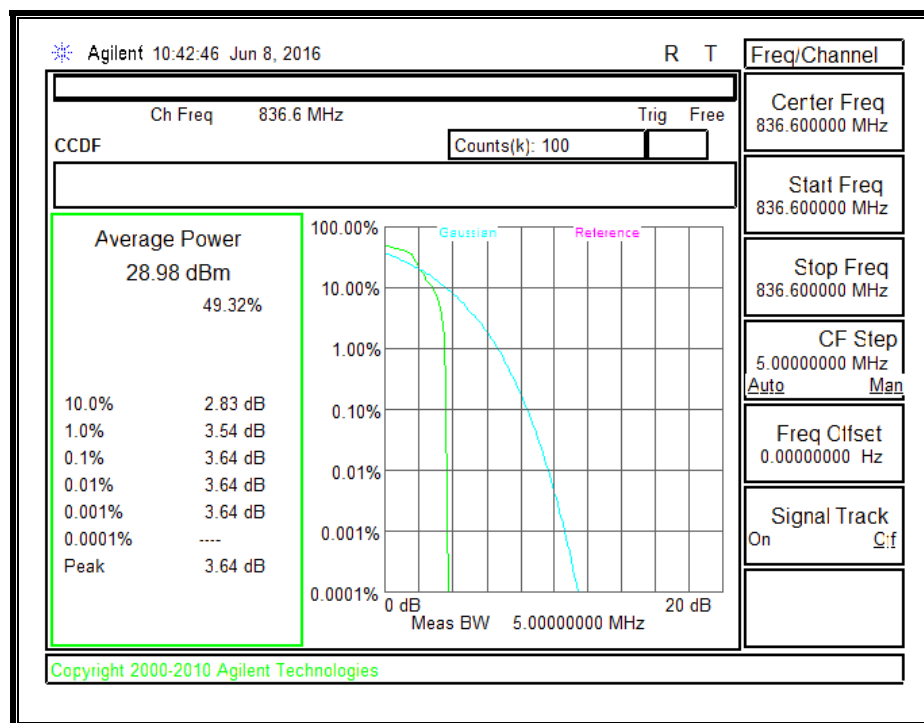 Agilent 10:42:46 Jun 8, 2016 R T
Ch Freq 836.6 MHz Trig Free
CCDF Counts(k): 100
Average Power
28.98 dBm
49.32%
10.0% 2.83 dB
1.0% 3.54 dB
0.1% 3.64 dB
0.01% 3.64 dB
0.001% 3.64 dB
0.0001% ----
Peak 3.64 dB
100.00% Gaussian Reference
10.00%
1.00%
0.10%
0.01%
0.001%
0.0001%
0 dB 20 dB
Meas BW 5.00000000 MHz
Freq/Channel
Center Freq
836.600000 MHz
Start Freq
836.600000 MHz
Stop Freq
836.600000 MHz
CF Step
5.00000000 MHz
Auto Man
Freq Offset
0.00000000 Hz
Signal Track
On Off
Copyright 2000-2010 Agilent Technologies